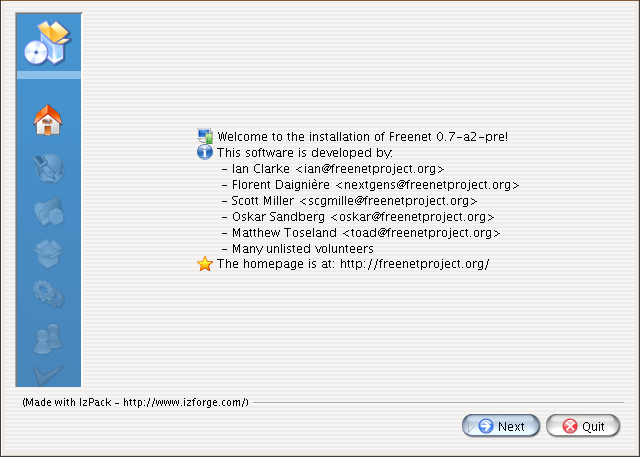 Welcome to the installation of Freenet 0.7-a2-pre!
This software is developed by:
- Ian Clarke <ian@freenetproject.org>
- Florent Daignière <nextgens@freenetproject.org>
- Scott Miller <scgmille@freenetproject.org>
- Oskar Sandberg <oskar@freenetproject.org>
- Matthew Toseland <toad@freenetproject.org>
- Many unlisted volunteers
The homepage is at: http://freenetproject.org/
(Made with IzPack - http://www.izforge.com/)
Next
Quit